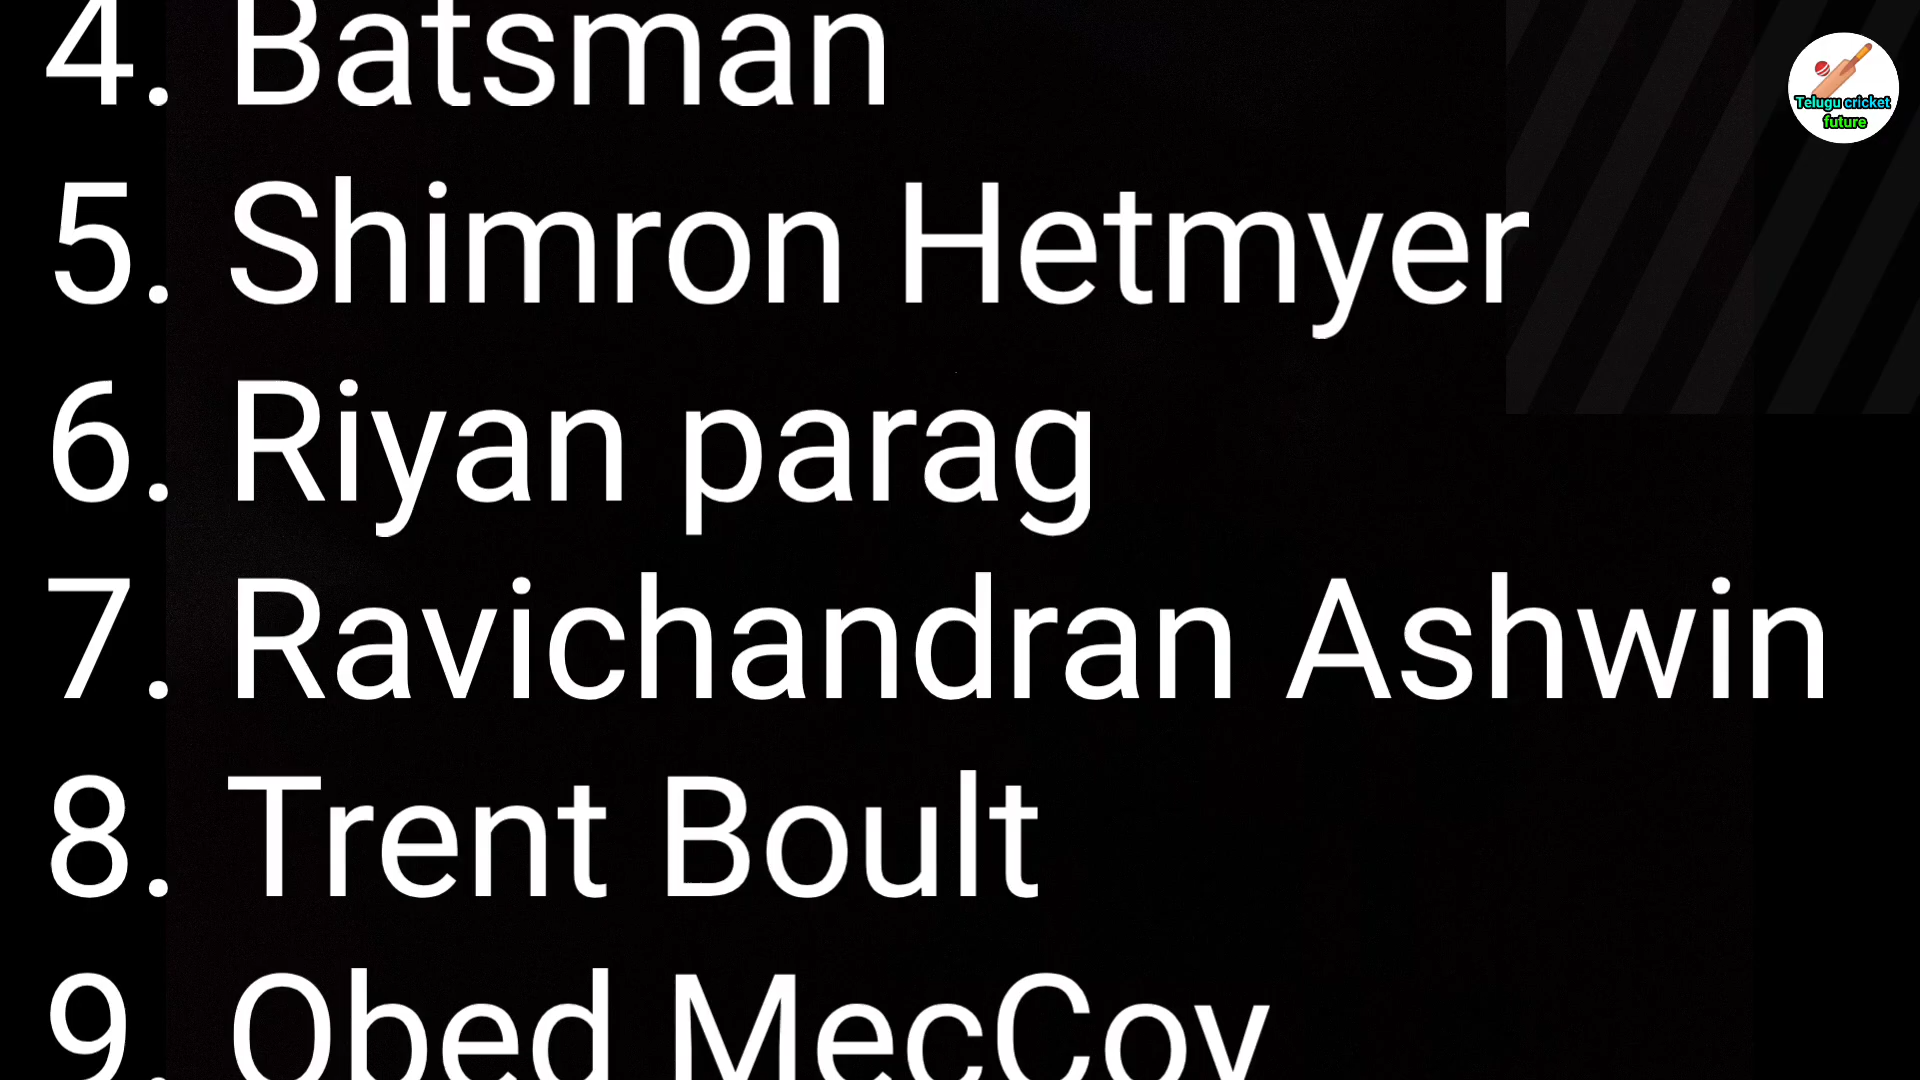 4. Batsman
Telugu cricket
future
5. Shimron Hetmyer
6. Riyan parag
7. Ravichandran Ashwin
8. Trent Boult
9. Obed MecCoy